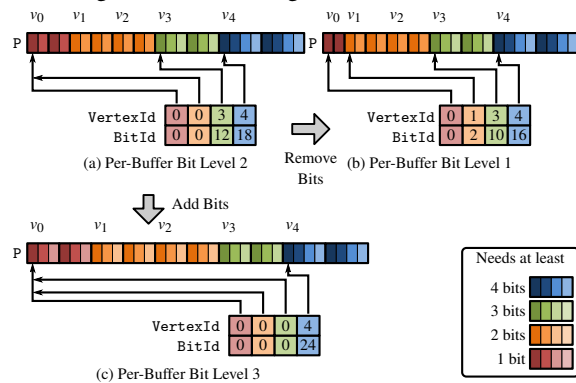 v0 v1 v2 v3 v4
P
VertexId 0 0 3 4
BitId 0 0 12 18
(a) Per-Buffer Bit Level 2
Remove
Bits
v0 v1 v2 v3 v4
P
VertexId 0 1 3 4
BitId 0 2 10 16
(b) Per-Buffer Bit Level 1
Add Bits
v0 v1 v2 v3 v4
P
VertexId 0 0 0 4
BitId 0 0 0 24
(c) Per-Buffer Bit Level 3
Needs at least
4 bits
3 bits
2 bits
1 bit